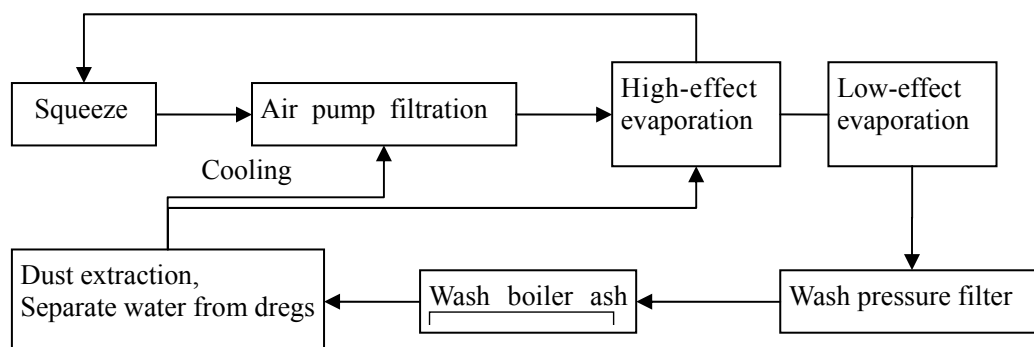 Squeeze
Air pump filtration
High-effect
evaporation
Low-effect
evaporation
Cooling
Dust extraction,
Separate water from dregs
Wash boiler ash
Wash pressure filter